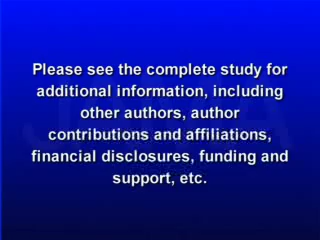 Please see the complete study for
additional information, including
other authors, author
contributions and affiliations,
financial disclosures, funding and
support, etc.